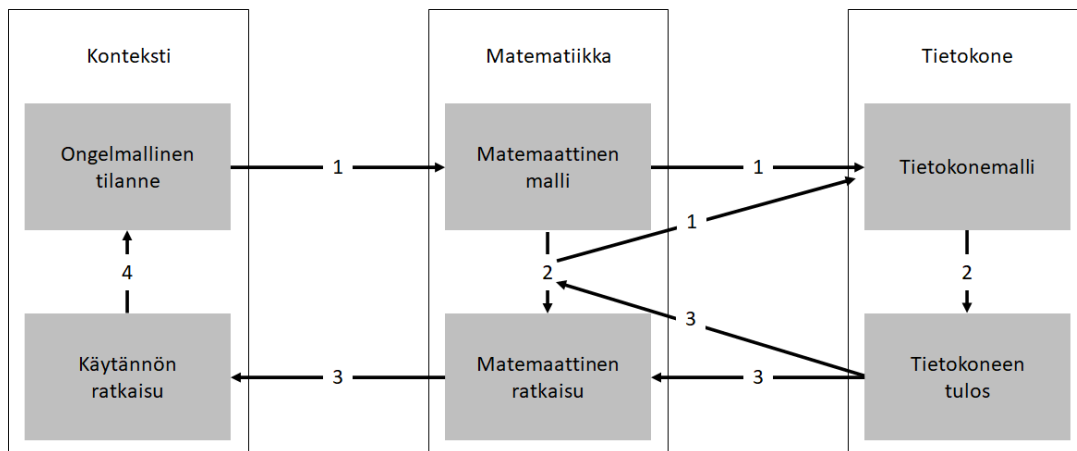 Konteksti
Matematiikka
Tietokone
Ongelmallinen
tilanne
1
Matemaattinen
malli
1
Tietokonemalli
1
4
2
2
3
Käytännön
ratkaisu
3
Matemaattinen
ratkaisu
3
Tietokoneen
tulos